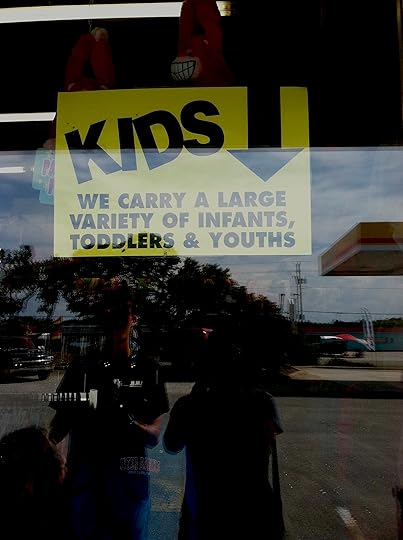 KIDS
WE CARRY A LARGE
VARIETY OF INFANTS,
TODDLERS & YOUTHS